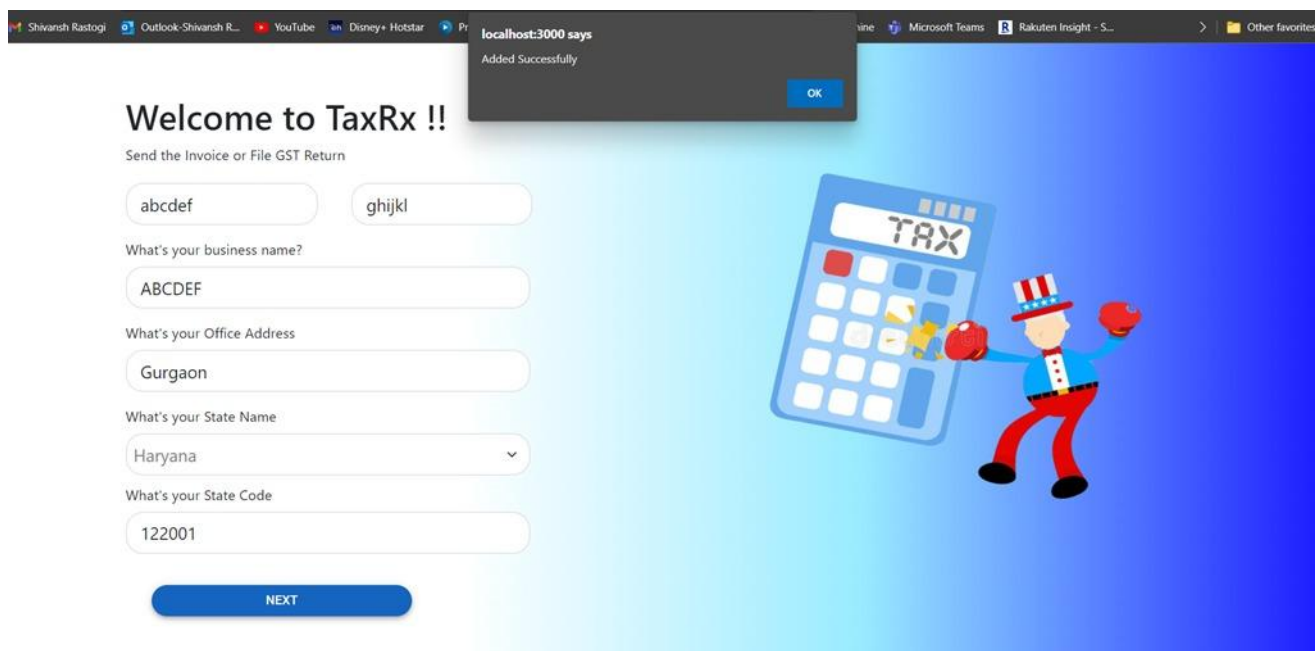 Shivansh Rastogi Outlook-Shivansh R... YouTube Disney+ Hotstar Pr
ine Microsoft Teams Rakuten Insight - S... Other favorites
localhost:3000 says
Added Successfully
OK
Welcome to TaxRx !!
Send the Invoice or File GST Return
abcdef ghijkl
What's your business name?
ABCDEF
What's your Office Address
Gurgaon
What's your State Name
Haryana
What's your State Code
122001
NEXT
TAX